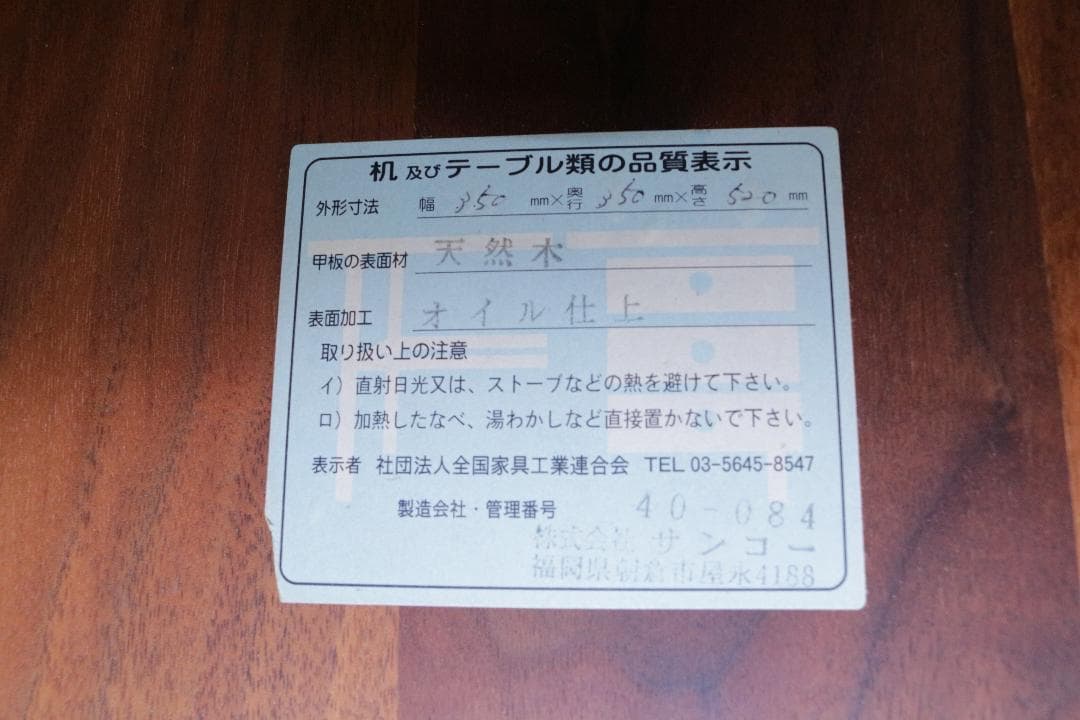 机及びテーブル類の品質表示
外形寸法 幅 350 mm×奥行 350 mm×高さ 520 mm
甲板の表面材 天然木
表面加工 オイル仕上
取り扱い上の注意
イ）直射日光又は、ストーブなどの熱を避けて下さい。
ロ）加熱したなべ、湯わかしなど直接置かないで下さい。
表示者 社団法人全国家具工業連合会 TEL 03-5645-8547
製造会社・管理番号 40-084
株式会社 サンコー
福岡県朝倉市屋永4188